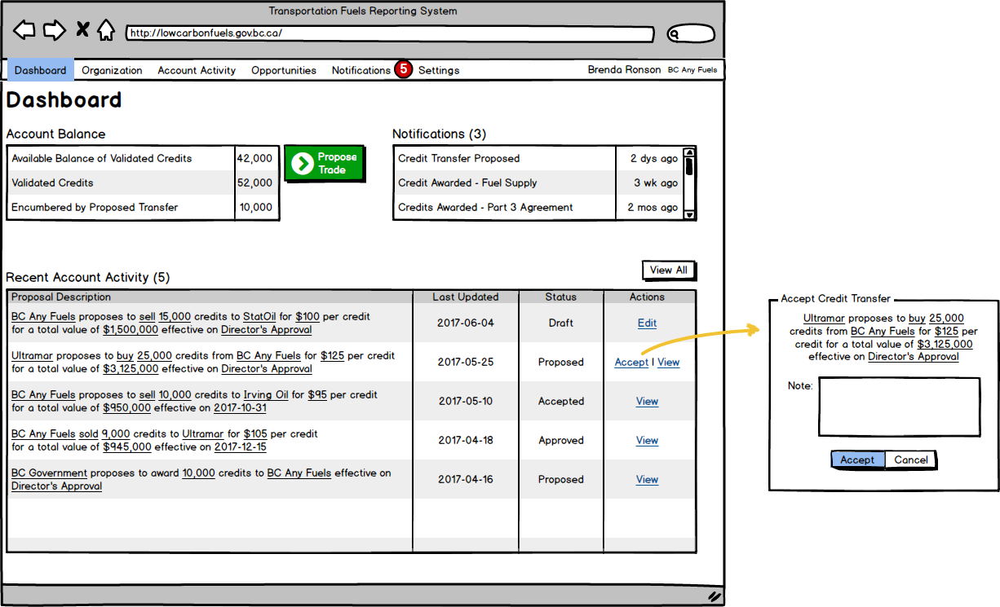 Transportation Fuels Reporting System
http://lowcarbonfuels.gov.bc.ca/
Dashboard Organization Account Activity Opportunities Notifications 5 Settings Brenda Ronson BC Any Fuels
Dashboard
Account Balance
Available Balance of Validated Credits 42,000
Validated Credits 52,000
Encumbered by Proposed Transfer 10,000
Propose
Trade
Notifications (3)
Credit Transfer Proposed 2 dys ago
Credit Awarded - Fuel Supply 3 wk ago
Credits Awarded - Part 3 Agreement 2 mos ago
Recent Account Activity (5)
View All
Proposal Description Last Updated Status Actions
BC Any Fuels proposes to sell 15,000 credits to StatOil for $100 per credit
for a total value of $1,500,000 effective on Director's Approval
2017-06-04 Draft Edit
Ultramar proposes to buy 25,000 credits from BC Any Fuels for $125 per credit
for a total value of $3,125,000 effective on Director's Approval
2017-05-25 Proposed Accept | View
BC Any Fuels proposes to sell 10,000 credits to Irving Oil for $95 per credit
for a total value of $950,000 effective on 2017-10-31
2017-05-10 Accepted View
BC Any Fuels sold 9,000 credits to Ultramar for $105 per credit
for a total value of $945,000 effective on 2017-12-15
2017-04-18 Approved View
BC Government proposes to award 10,000 credits to BC Any Fuels effective on
Director's Approval
2017-04-16 Proposed View
Accept Credit Transfer
Ultramar proposes to buy 25,000
credits from BC Any Fuels for $125 per
credit for a total value of $3,125,000
effective on Director's Approval
Note:
Accept Cancel